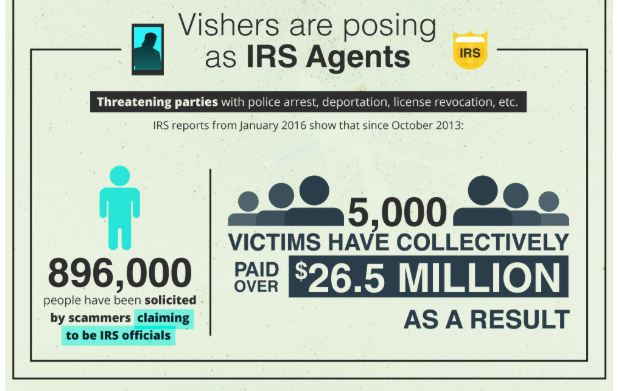 Vishers are posing
as IRS Agents
IRS
Threatening parties with police arrest, deportation, license revocation, etc.
IRS reports from January 2016 show that since October 2013:
896,000
people have been solicited
by scammers claiming
to be IRS officials
5,000
VICTIMS HAVE COLLECTIVELY
PAID
OVER
$26.5 MILLION
AS A RESULT